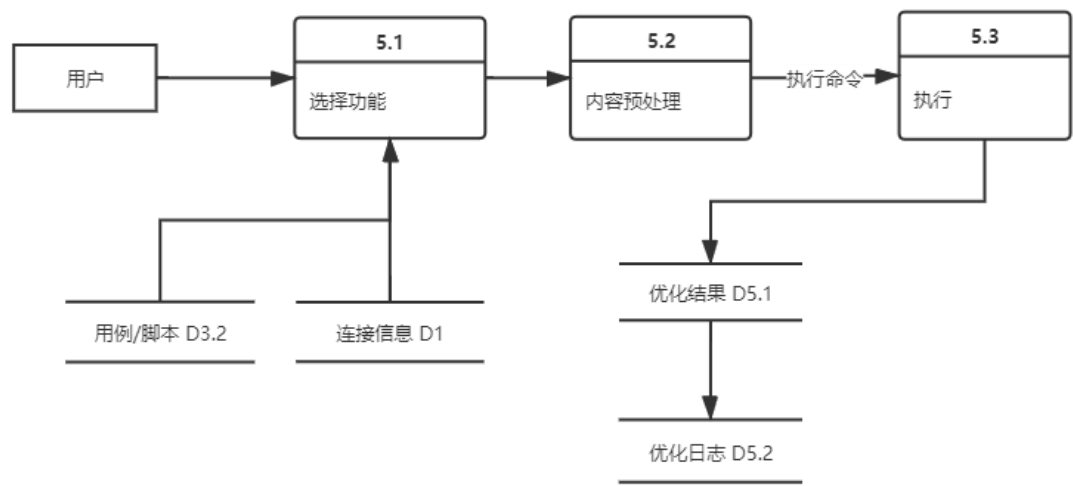 5.1
5.2
5.3
用户
选择功能
内容预处理
执行命令
执行
优化结果 D5.1
用例/脚本 D3.2
连接信息 D1
优化日志 D5.2